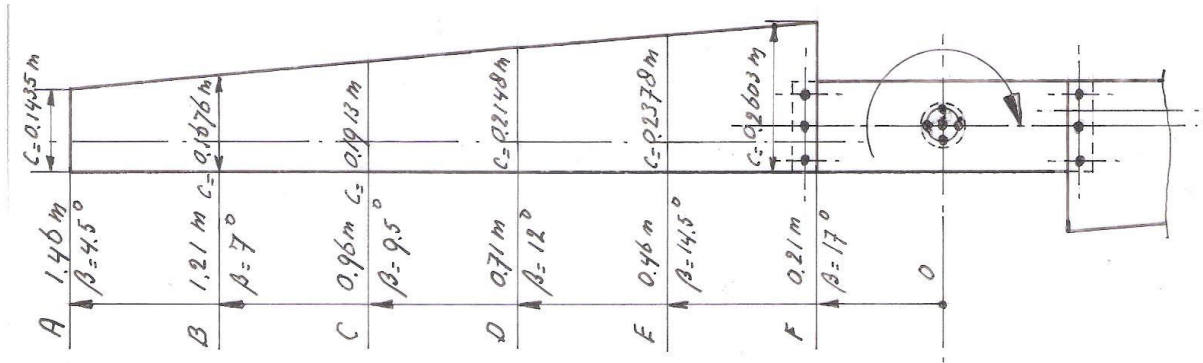 C=0.1435 m
C=0.1676 m
C=0.1913 m
C=0.2148 m
C=0.2378 m
C=0.2603 m
1.46 m
β=4.5°
1.21 m
β=7°
0.96 m
β=9.5°
0.71 m
β=12°
0.46 m
β=14.5°
0.21 m
β=17°
0
A
B
C
D
E
F